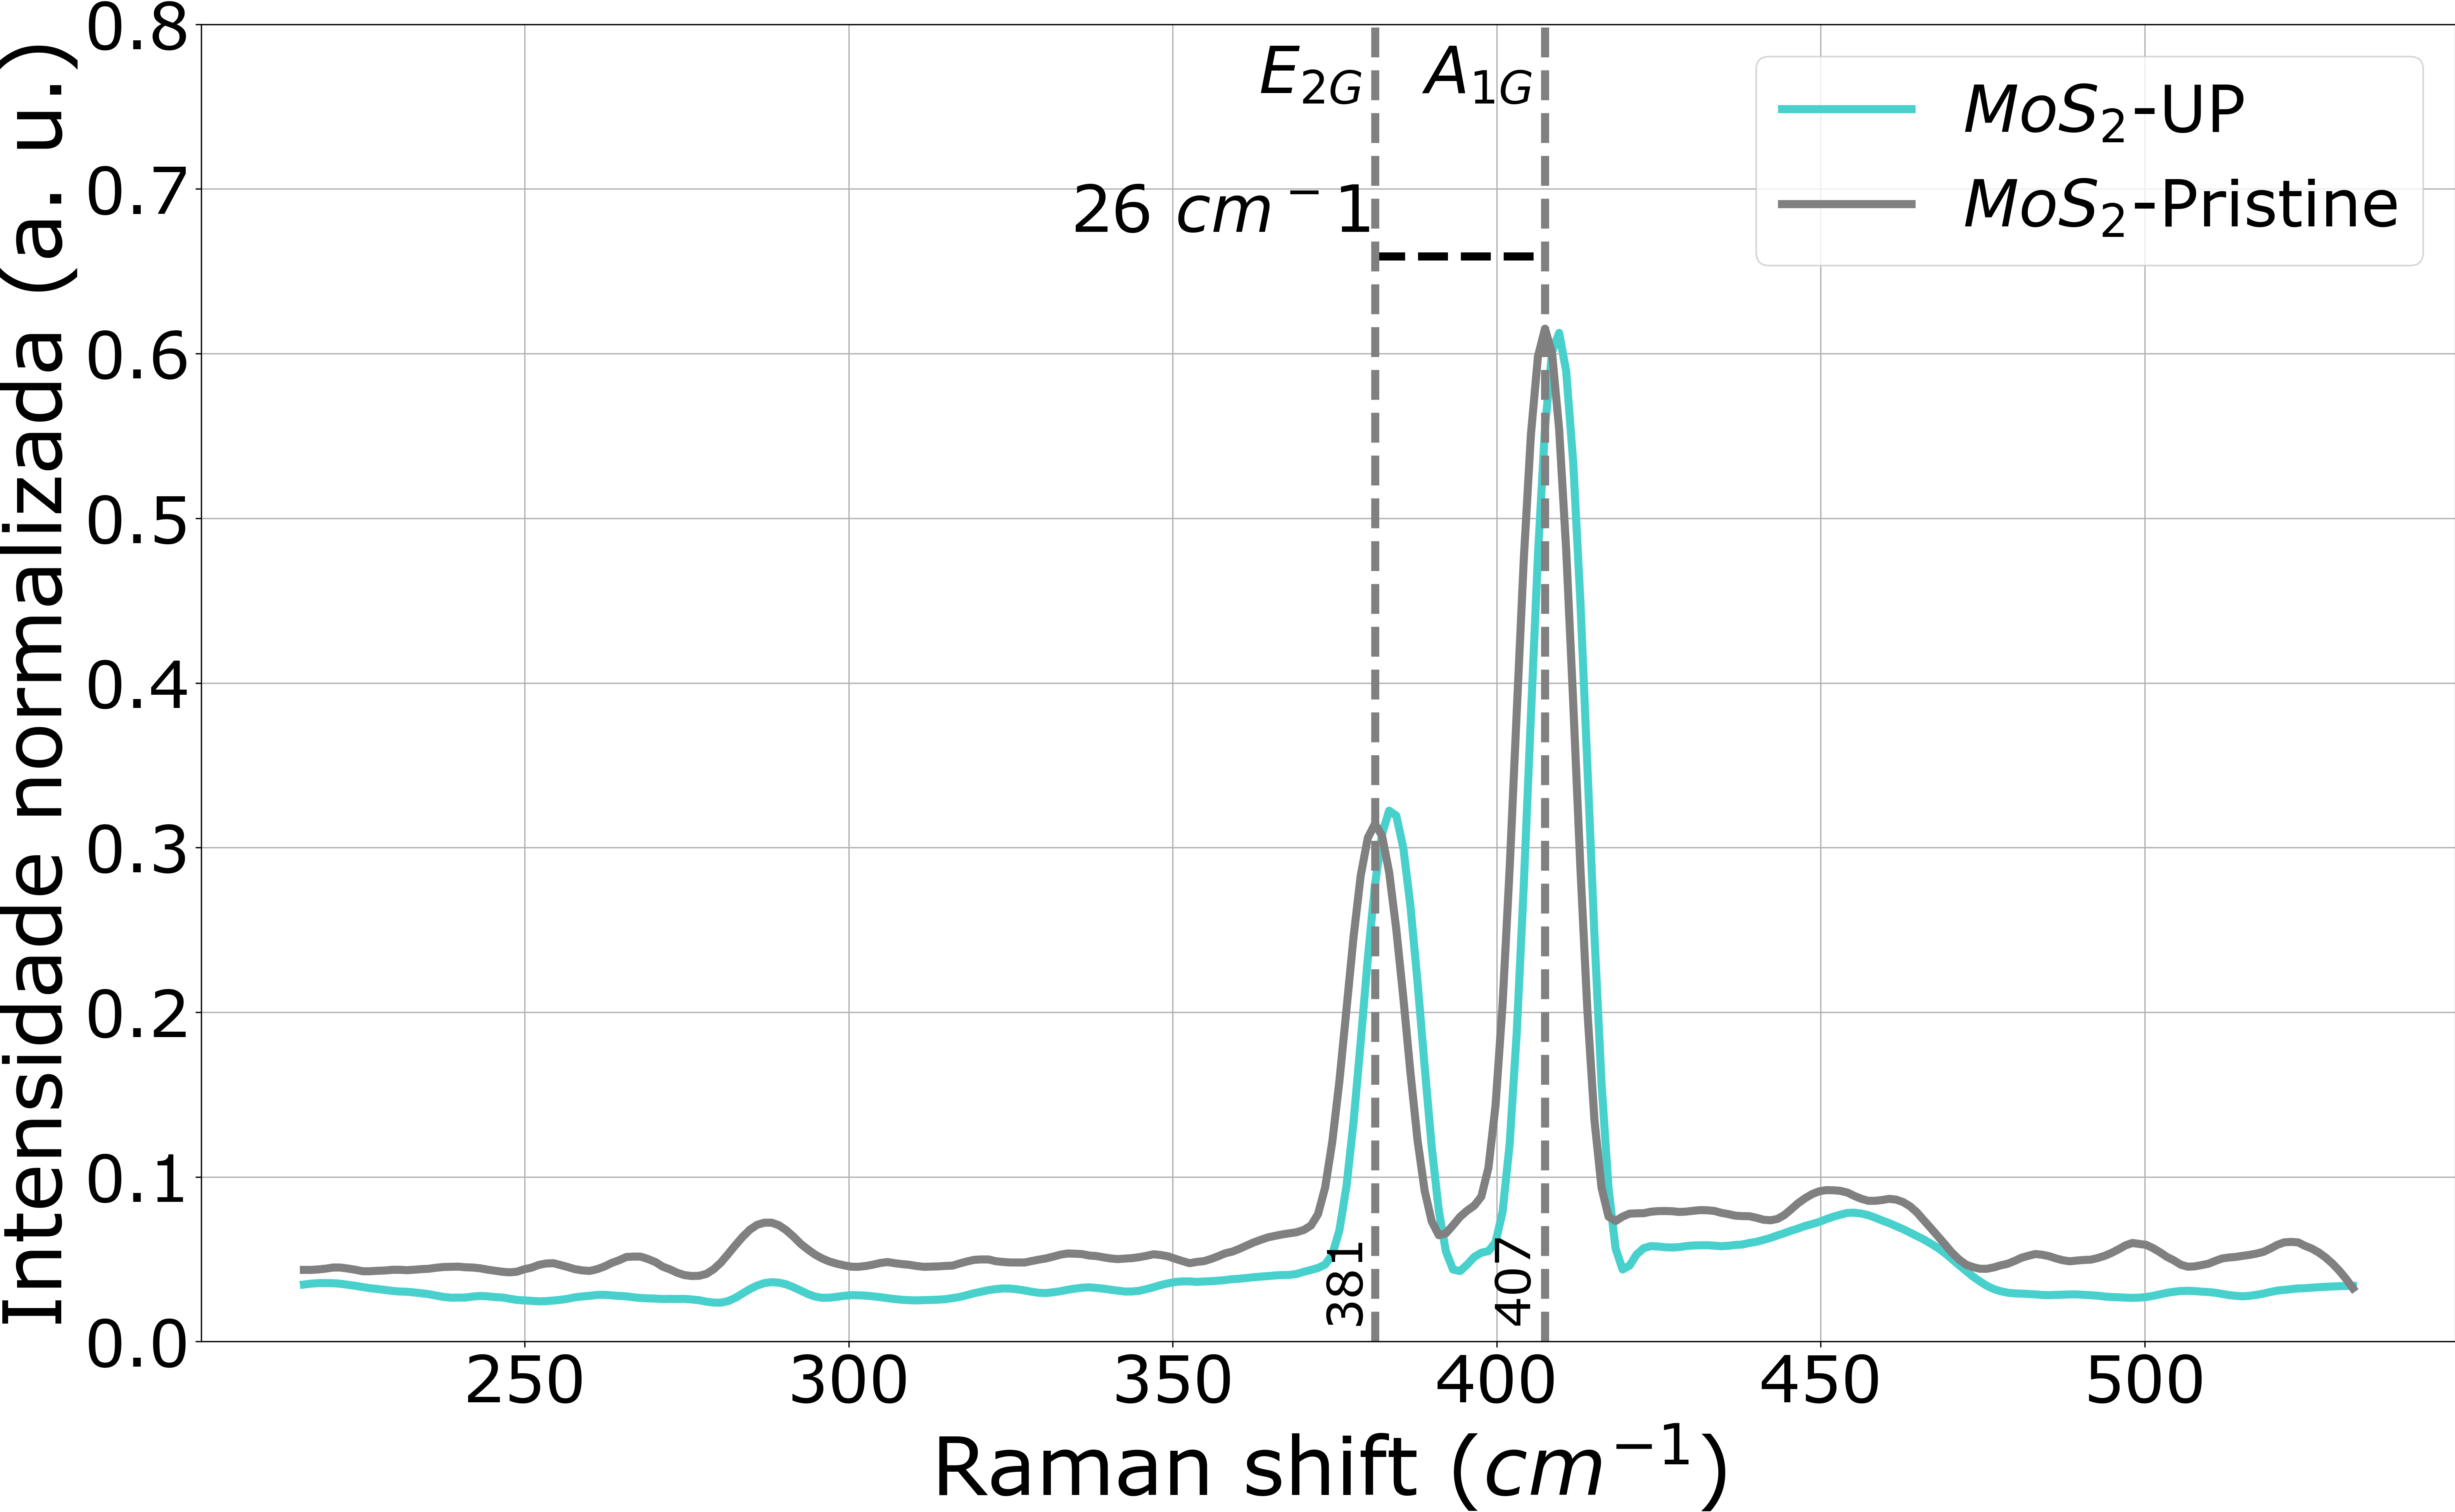 Intensidade normalizada (a. u.)
0.8
0.7
0.6
0.5
0.4
0.3
0.2
0.1
0.0
E2G
A1G
26 cm−1
MoS2-UP
MoS2-Pristine
381
407
250
300
350
400
450
500
Raman shift (cm−1)